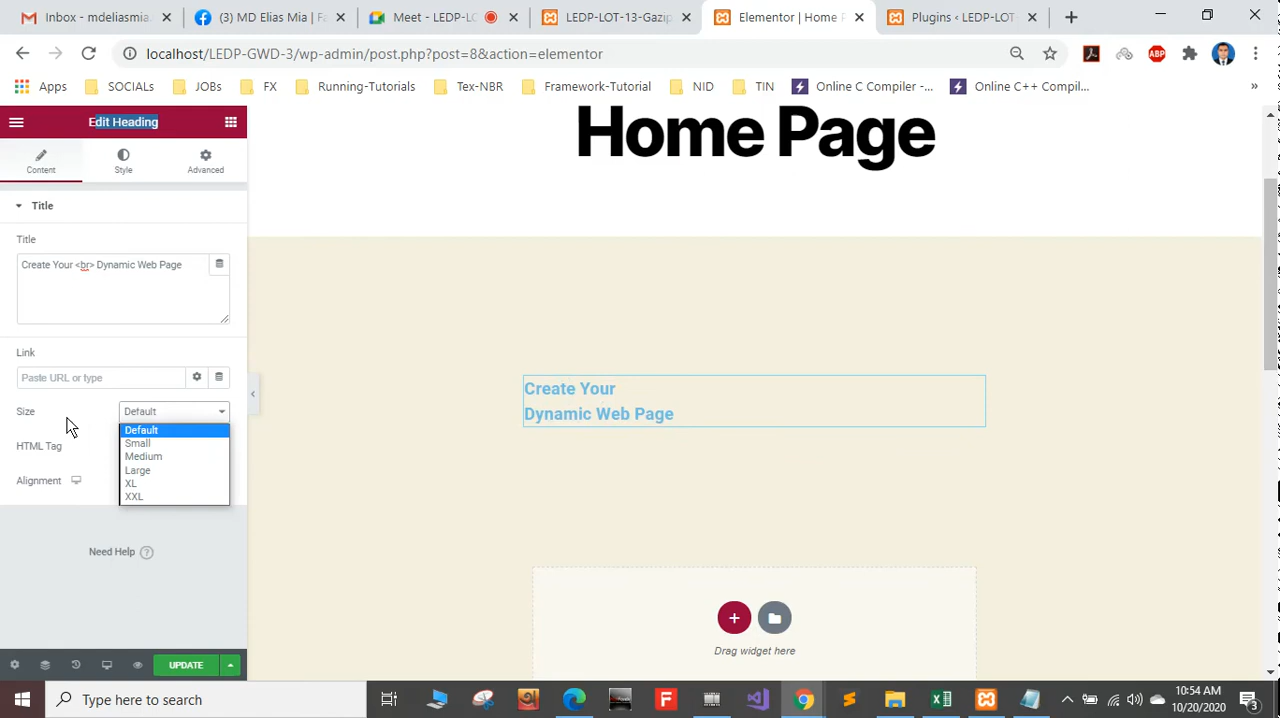 Inbox - mdeliasmia.
(3) MD Elias Mia | Fa
Meet - LEDP-L
LEDP-LOT-13-Gazip
Elementor | Home P
Plugins ‹ LEDP-LOT
localhost/LEDP-GWD-3/wp-admin/post.php?post=8&action=elementor
ABP
Apps
SOCIALs
JOBs
FX
Running-Tutorials
Tex-NBR
Framework-Tutorial
NID
TIN
Online C Compiler -...
Online C++ Compil...
»
Edit Heading
Content
Style
Advanced
Title
Title
Create Your <br> Dynamic Web Page
Link
Paste URL or type
Size
Default
Default
Small
Medium
Large
XL
XXL
HTML Tag
Alignment
Need Help ?
UPDATE
Home Page
Create Your
Dynamic Web Page
Drag widget here
Type here to search
10:54 AM
10/20/2020
3